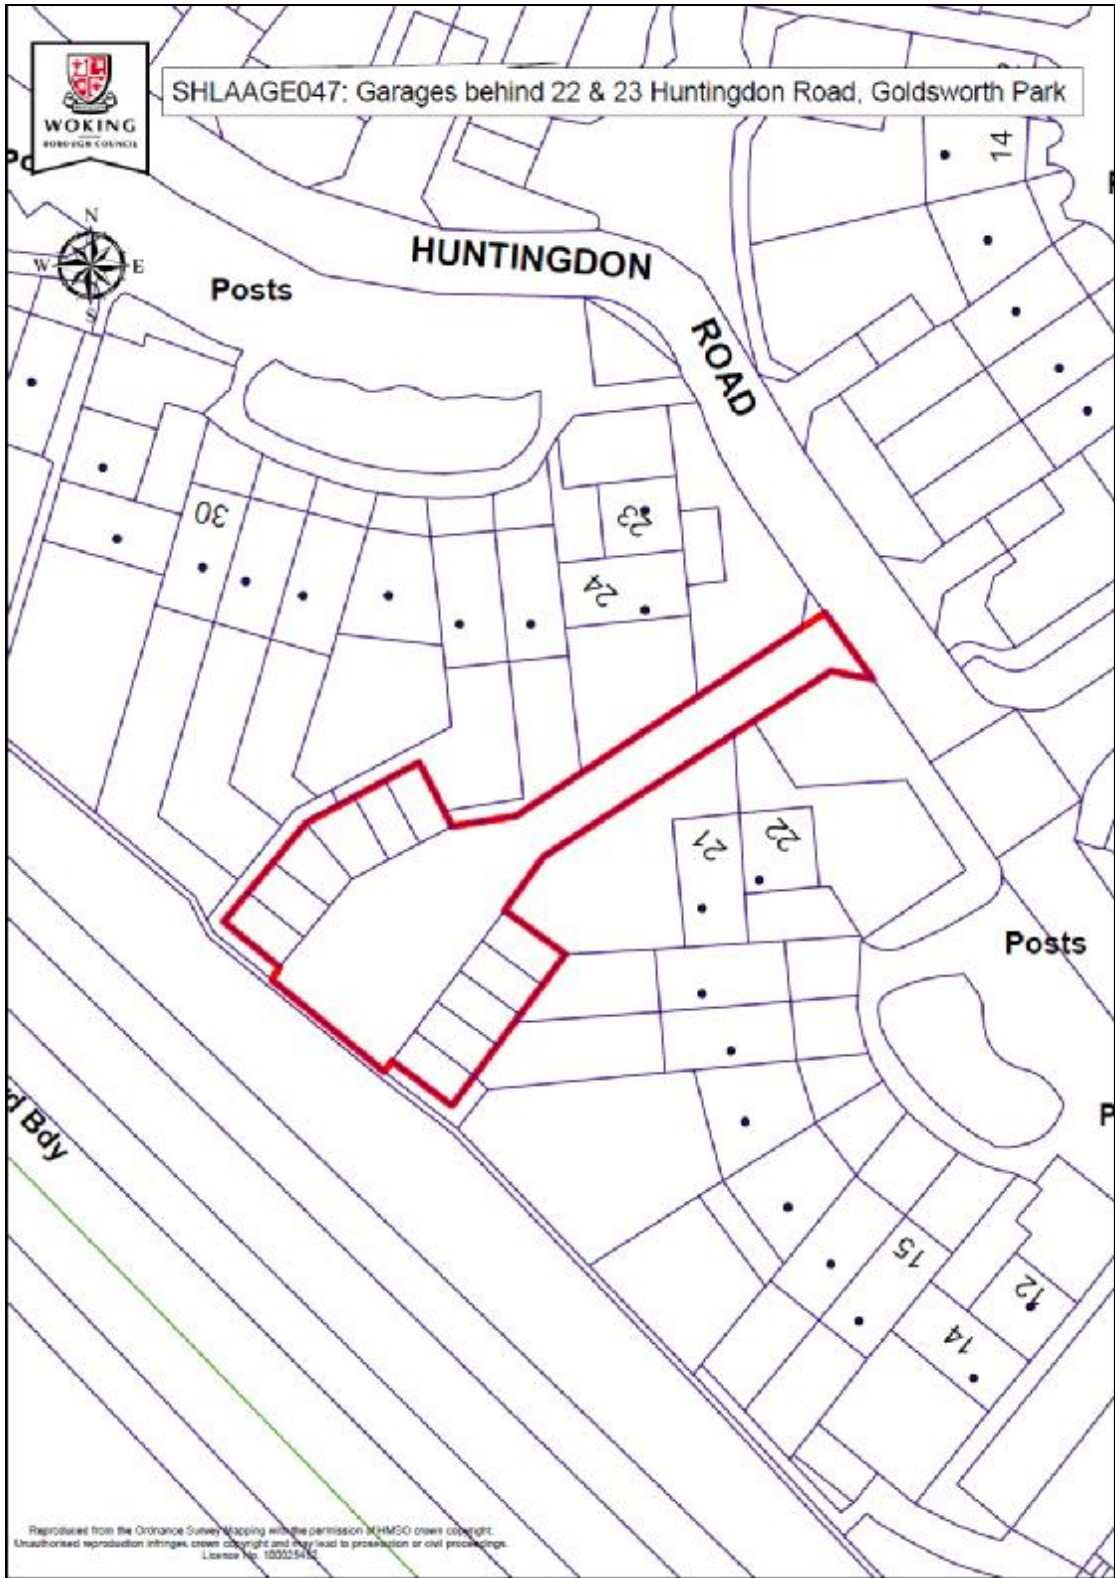 SHLAAGE047: Garages behind 22 & 23 Huntingdon Road, Goldsworth Park
WOKING
BOROUGH COUNCIL
14
N
W E
S
HUNTINGDON
ROAD
Posts
30
23
24
21
22
Posts
Bdy
15
12
14
Reproduced from the Ordnance Survey Mapping with the permission of HMSO crown copyright.
Unauthorised reproduction infringes crown copyright and may lead to prosecution or civil proceedings.
Licence No.